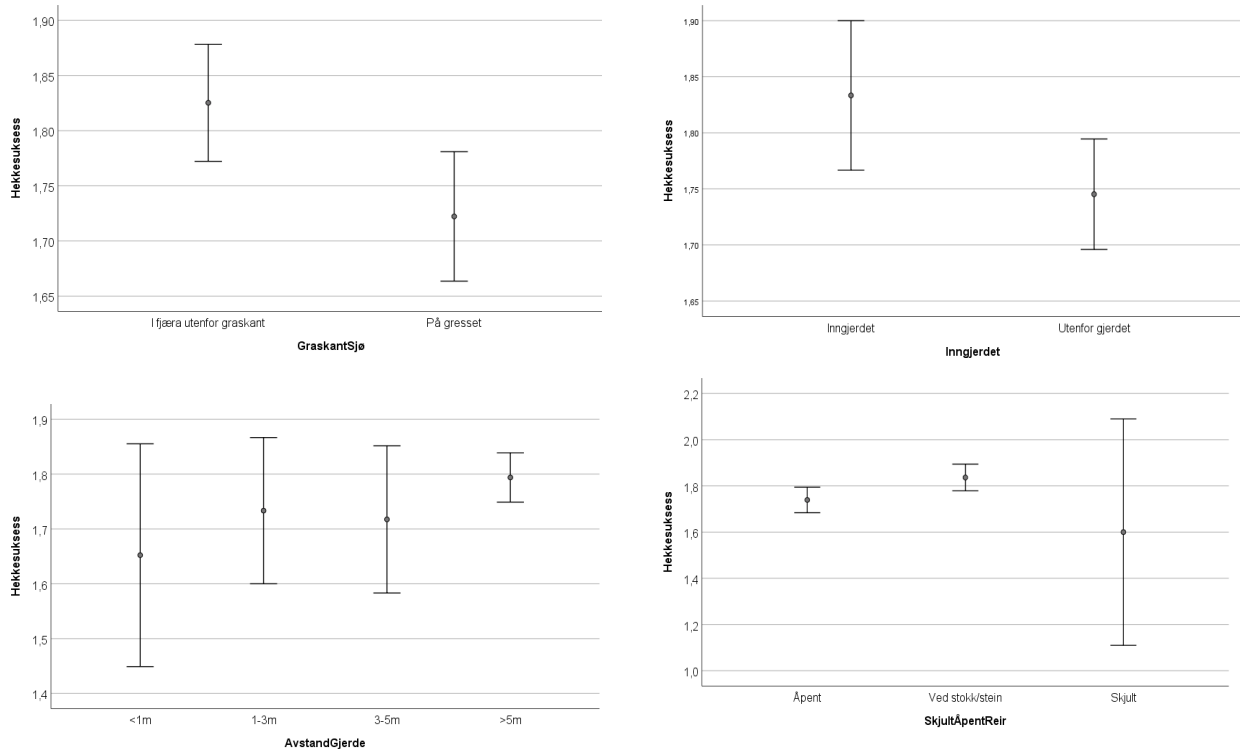 1,90
1,85
1,80
1,75
1,70
1,65
Hekkesuksess
I fjæra utenfor graskant
På gresset
GraskantSjø
1,90
1,85
1,80
1,75
1,70
1,65
Hekkesuksess
Inngjerdet
Utenfor gjerdet
Inngjerdet
1,9
1,8
1,7
1,6
1,5
1,4
Hekkesuksess
<1m
1-3m
3-5m
>5m
AvstandGjerde
2,2
2,0
1,8
1,6
1,4
1,2
1,0
Hekkesuksess
Åpent
Ved stokk/stein
Skjult
SkjultÅpentReir